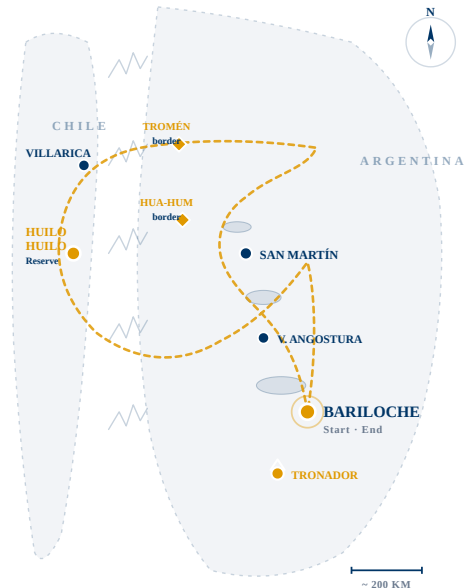 N
CHILE
TROMÉN
border
VILLARICA
ARGENTINA
HUA-HUM
border
HUILO
HUILO
Reserve
SAN MARTÍN
V. ANGOSTURA
BARILOCHE
Start · End
TRONADOR
~ 200 KM